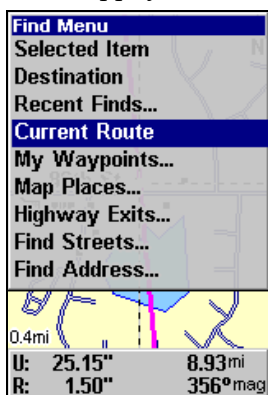 Find Menu
Selected Item
Destination
Recent Finds...
Current Route
My Waypoints...
Map Places...
Highway Exits...
Find Streets...
Find Address...
0.4mi
U: 25.15" 8.93mi
R: 1.50" 356°mag